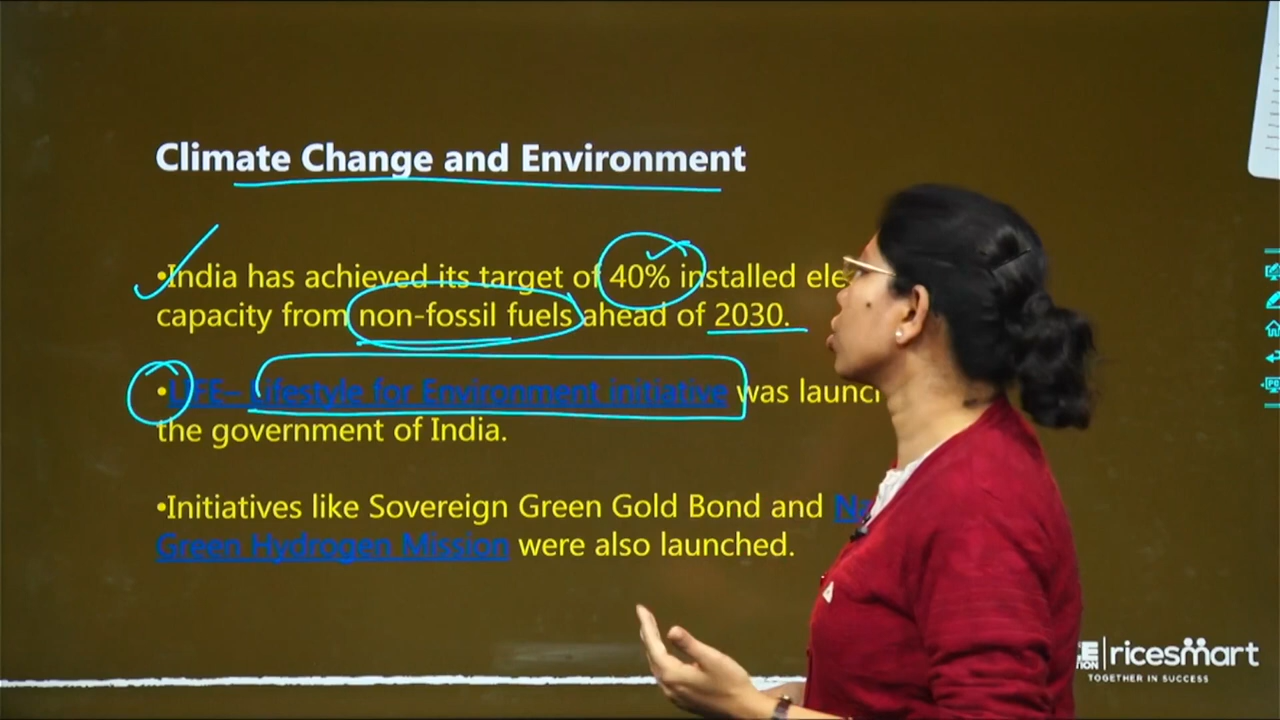 Climate Change and Environment
•India has achieved its target of 40% installed
capacity from non-fossil fuels ahead of 2030.
•LIFE– Lifestyle for Environment initiative was
the government of India.
•Initiatives like Sovereign Green Gold Bond and
Green Hydrogen Mission were also launched.
ricesmart
TOGETHER IN SUCCESS